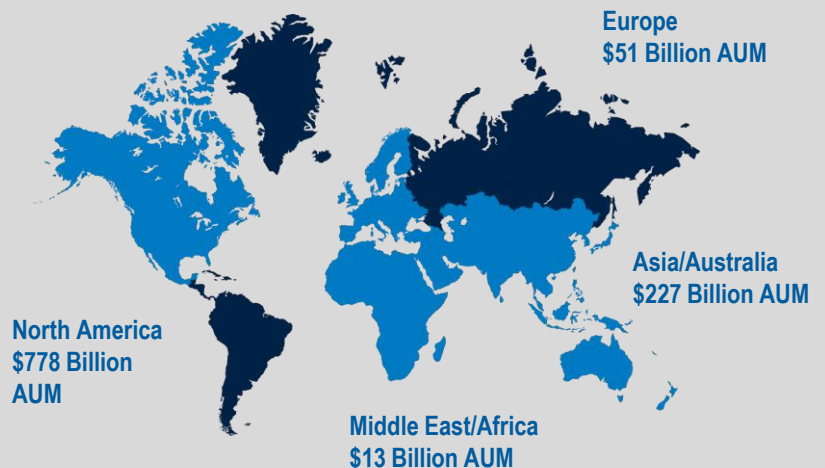 Europe
$51 Billion AUM
Asia/Australia
$227 Billion AUM
North America
$778 Billion
AUM
Middle East/Africa
$13 Billion AUM